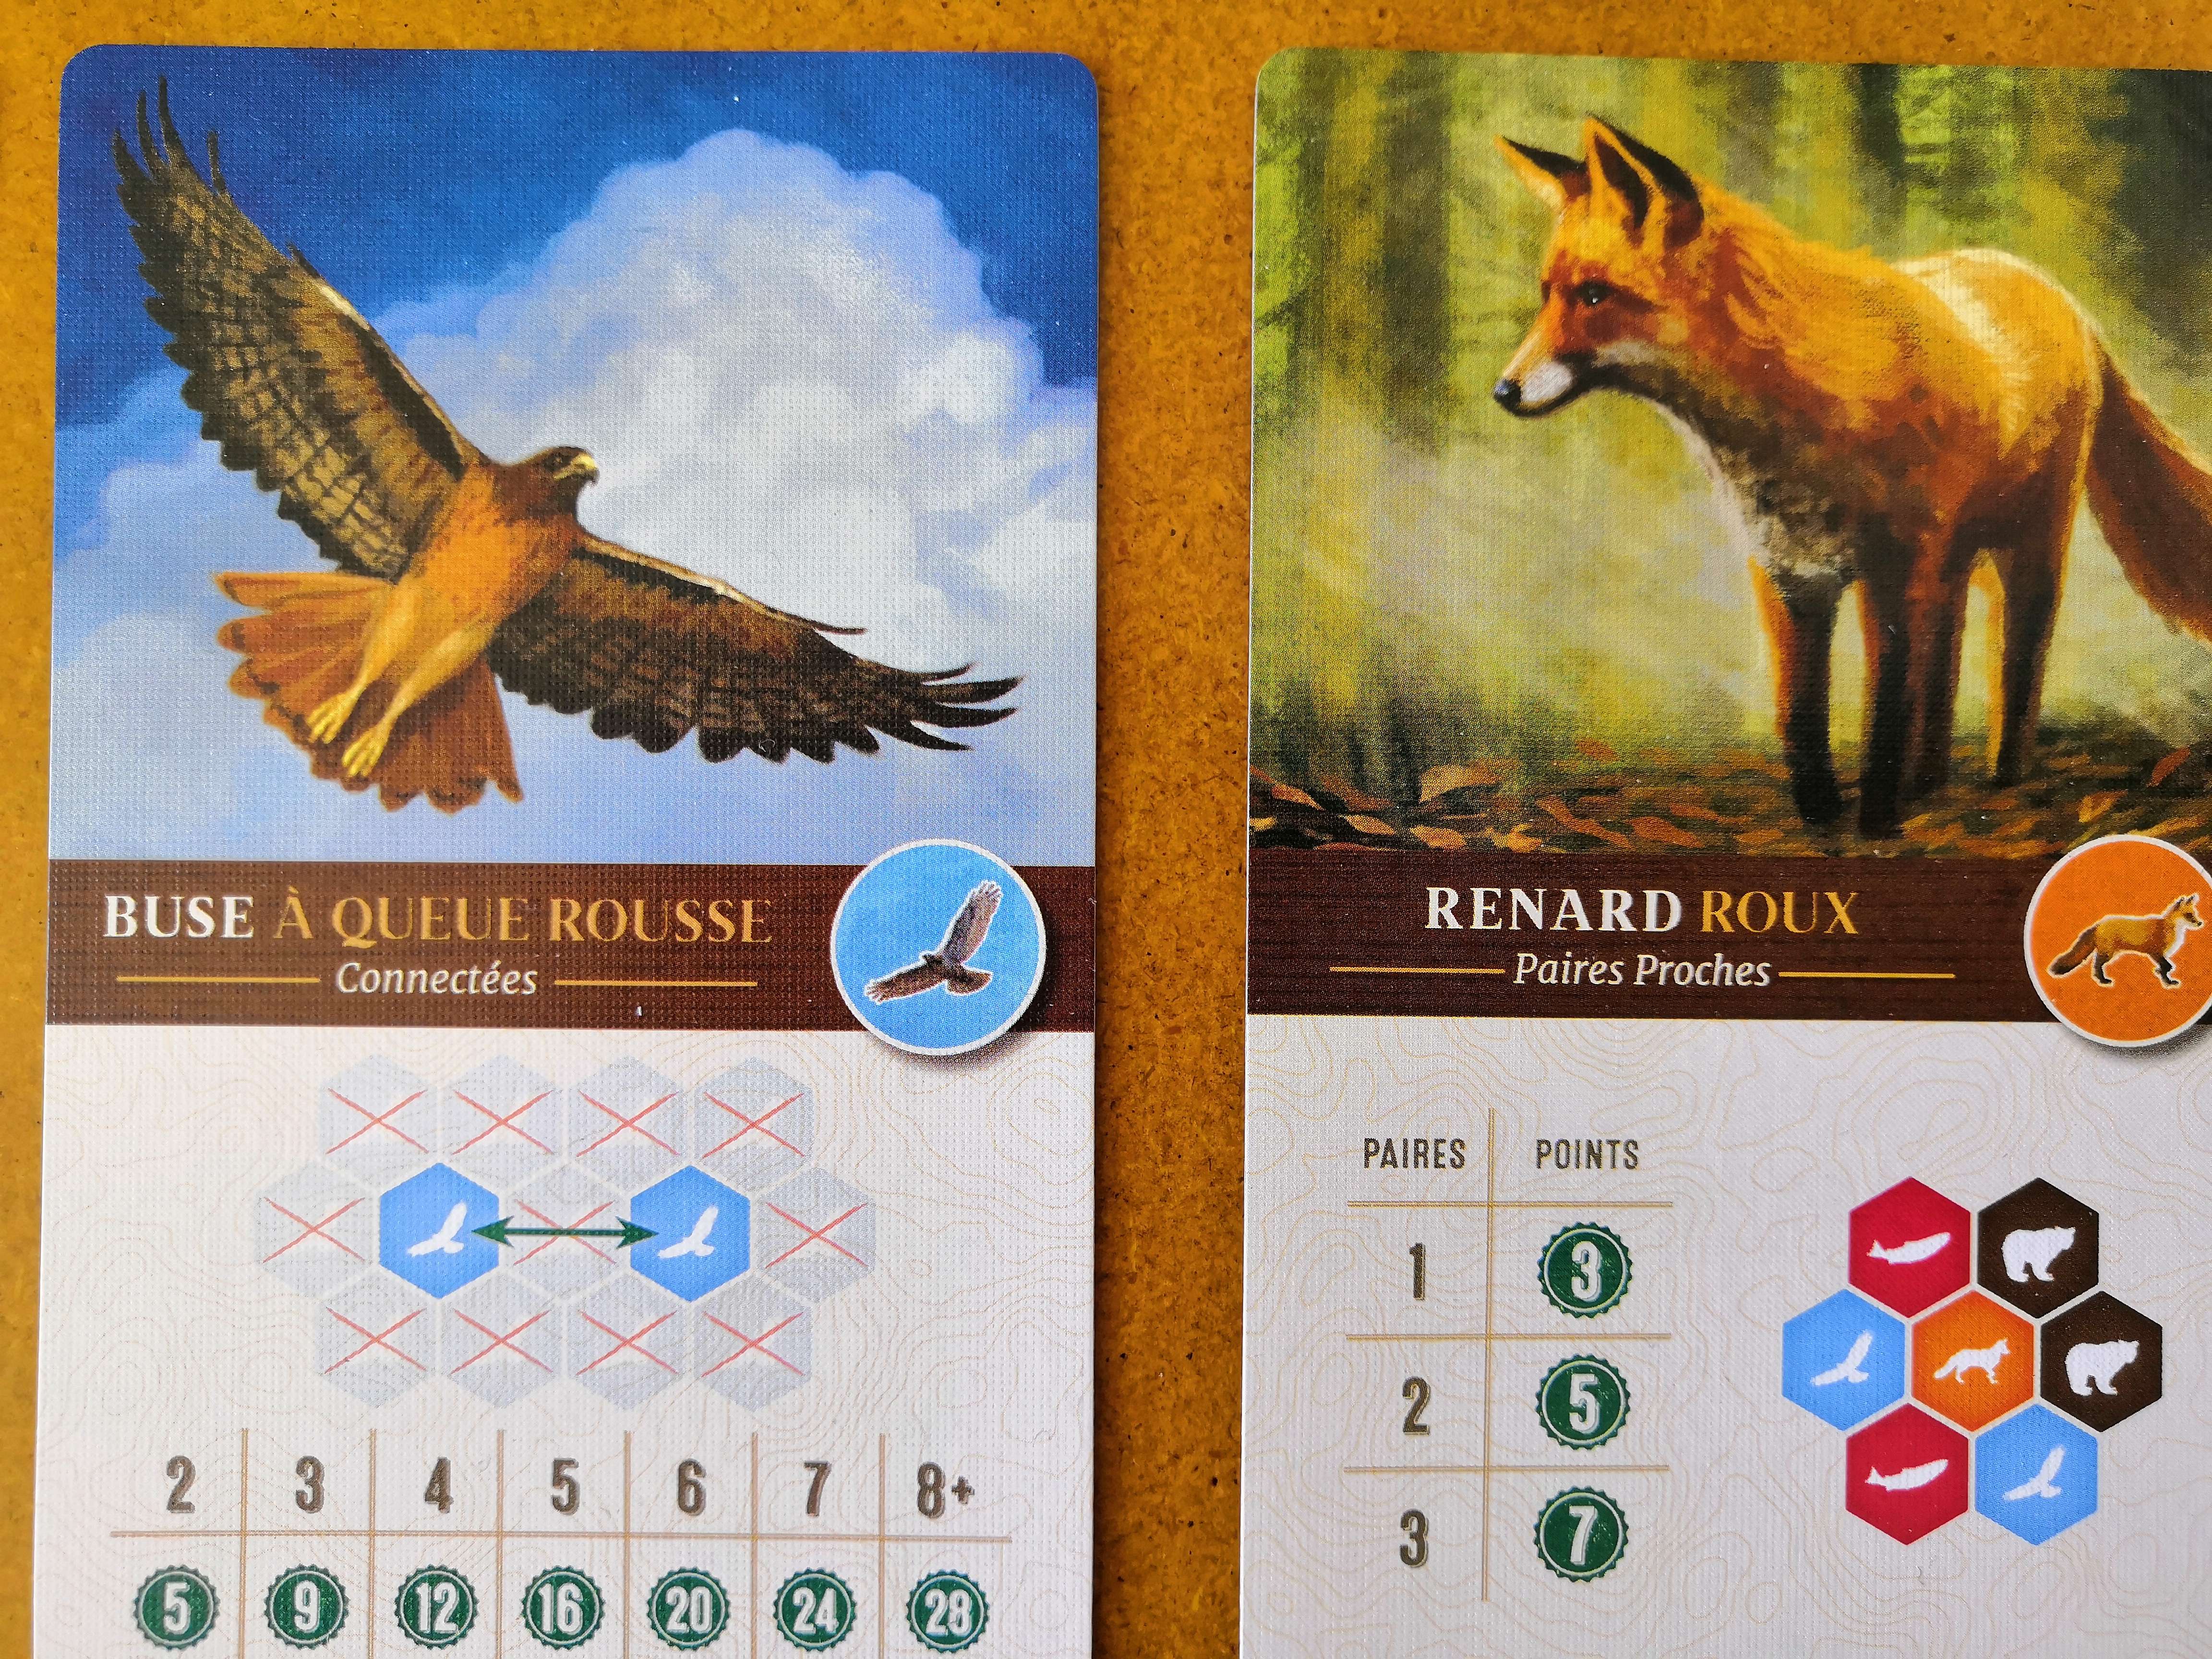 BUSE À QUEUE ROUSSE
Connectées
2 3 4 5 6 7 8+
5 9 12 16 20 24 28
RENARD ROUX
Paires Proches
PAIRES POINTS
1 3
2 5
3 7